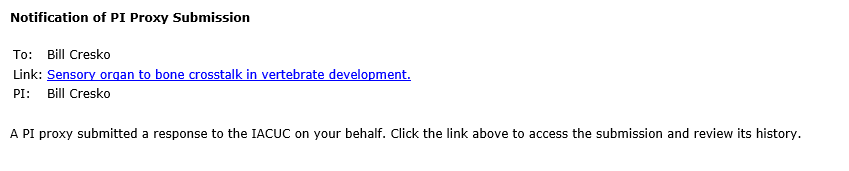 Notification of PI Proxy Submission
To: Bill Cresko
Link: Sensory organ to bone crosstalk in vertebrate development.
PI: Bill Cresko
A PI proxy submitted a response to the IACUC on your behalf. Click the link above to access the submission and review its history.